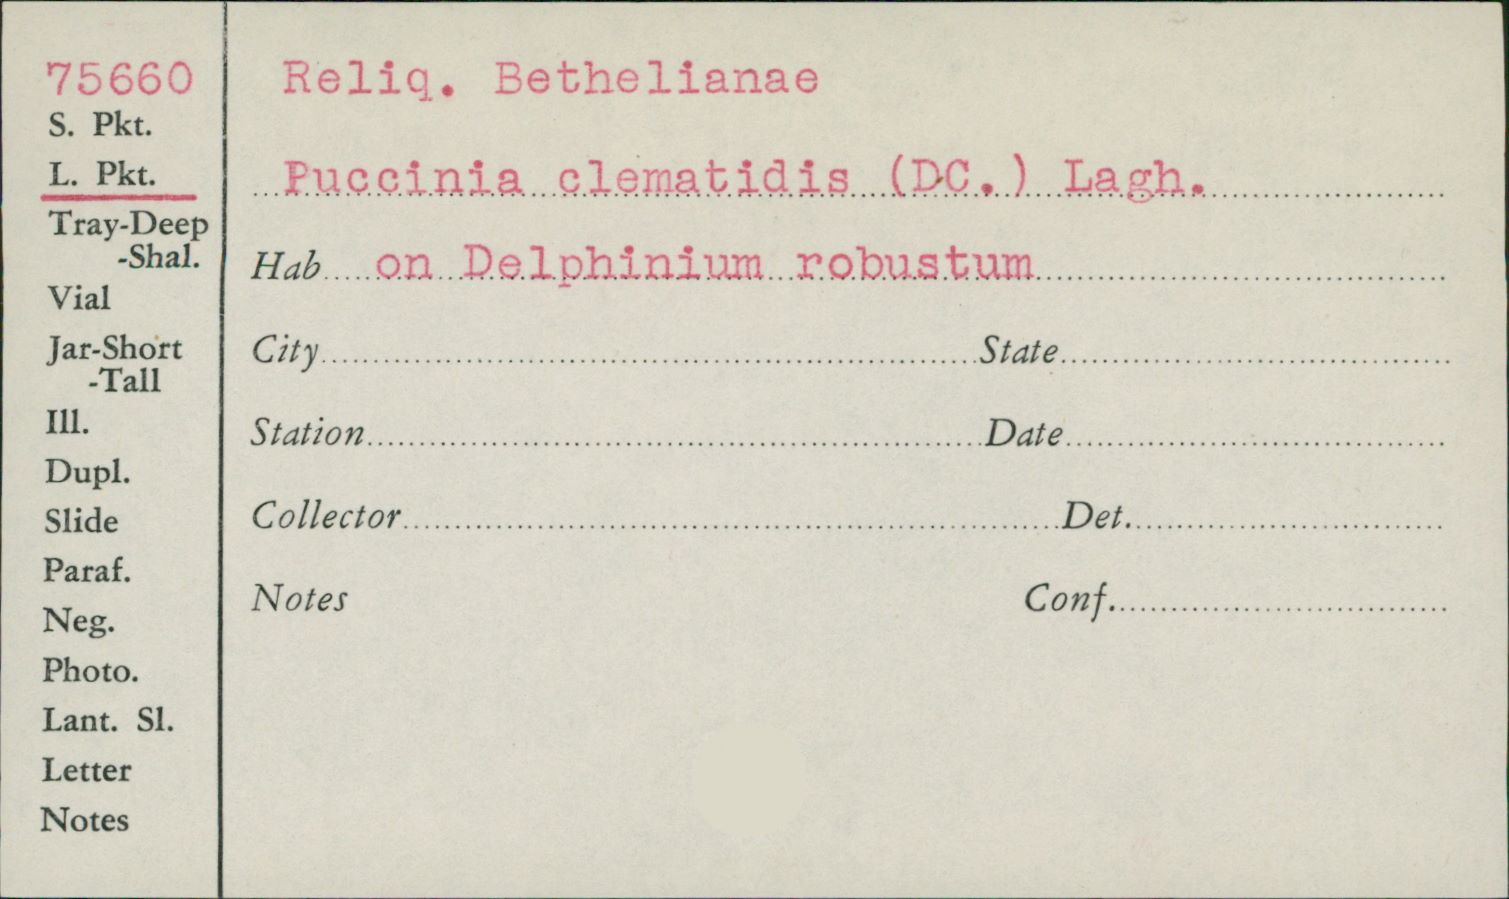 75660
S. Pkt.
L. Pkt.
Tray-Deep
-Shal.
Vial
Jar-Short
-Tall
Ill.
Dupl.
Slide
Paraf.
Neg.
Photo.
Lant. Sl.
Letter
Notes
Reliq. Bethelianae
Puccinia clematidis (DC.) Lagh.
Hab on Delphinium robustum
City State
Station Date
Collector Det.
Notes Conf.